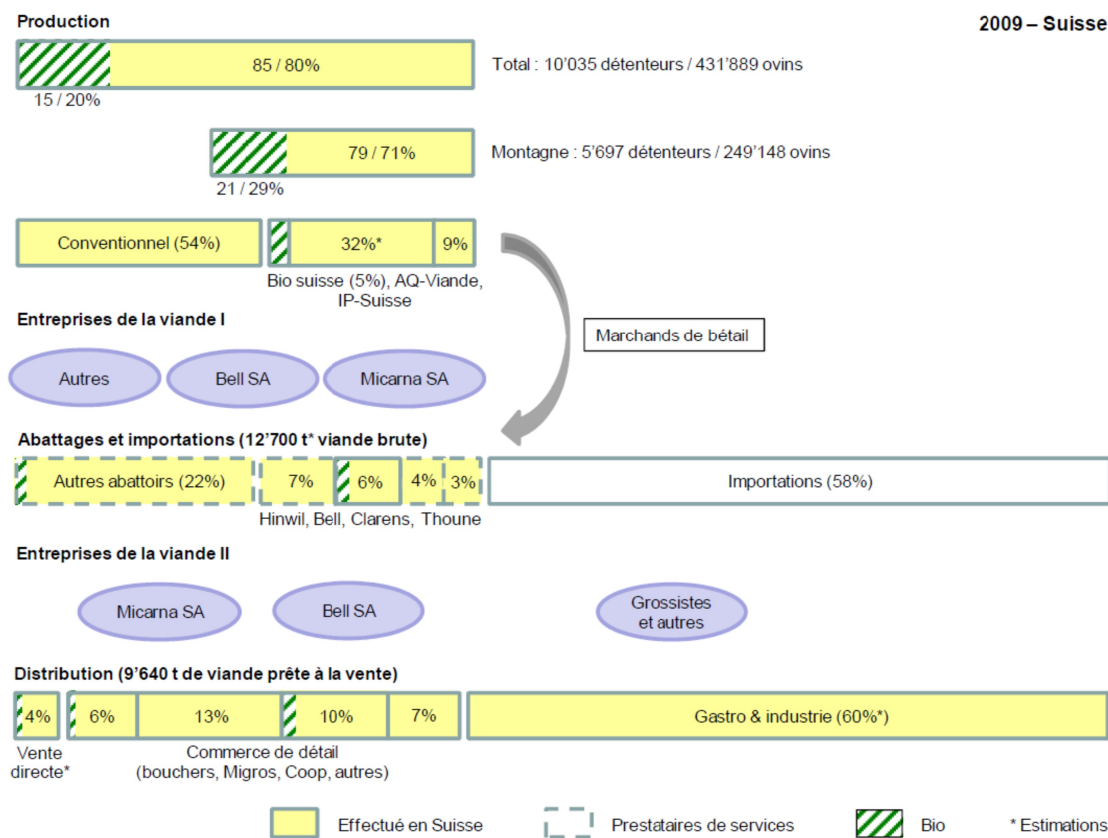 Production
2009 – Suisse
85 / 80%
Total : 10'035 détenteurs / 431'889 ovins
15 / 20%
79 / 71%
Montagne : 5'697 détenteurs / 249'148 ovins
21 / 29%
Conventionnel (54%)
32%*
9%
Bio suisse (5%), AQ-Viande,
IP-Suisse
Entreprises de la viande I
Marchands de bétail
Autres
Bell SA
Micarna SA
Abattages et importations (12'700 t* viande brute)
Autres abattoirs (22%)
7%
6%
4%
3%
Importations (58%)
Hinwil, Bell, Clarens, Thoune
Entreprises de la viande II
Micarna SA
Bell SA
Grossistes
et autres
Distribution (9'640 t de viande prête à la vente)
4%
6%
13%
10%
7%
Gastro & industrie (60%*)
Vente
directe*
Commerce de détail
(bouchers, Migros, Coop, autres)
Effectué en Suisse
Prestataires de services
Bio
* Estimations